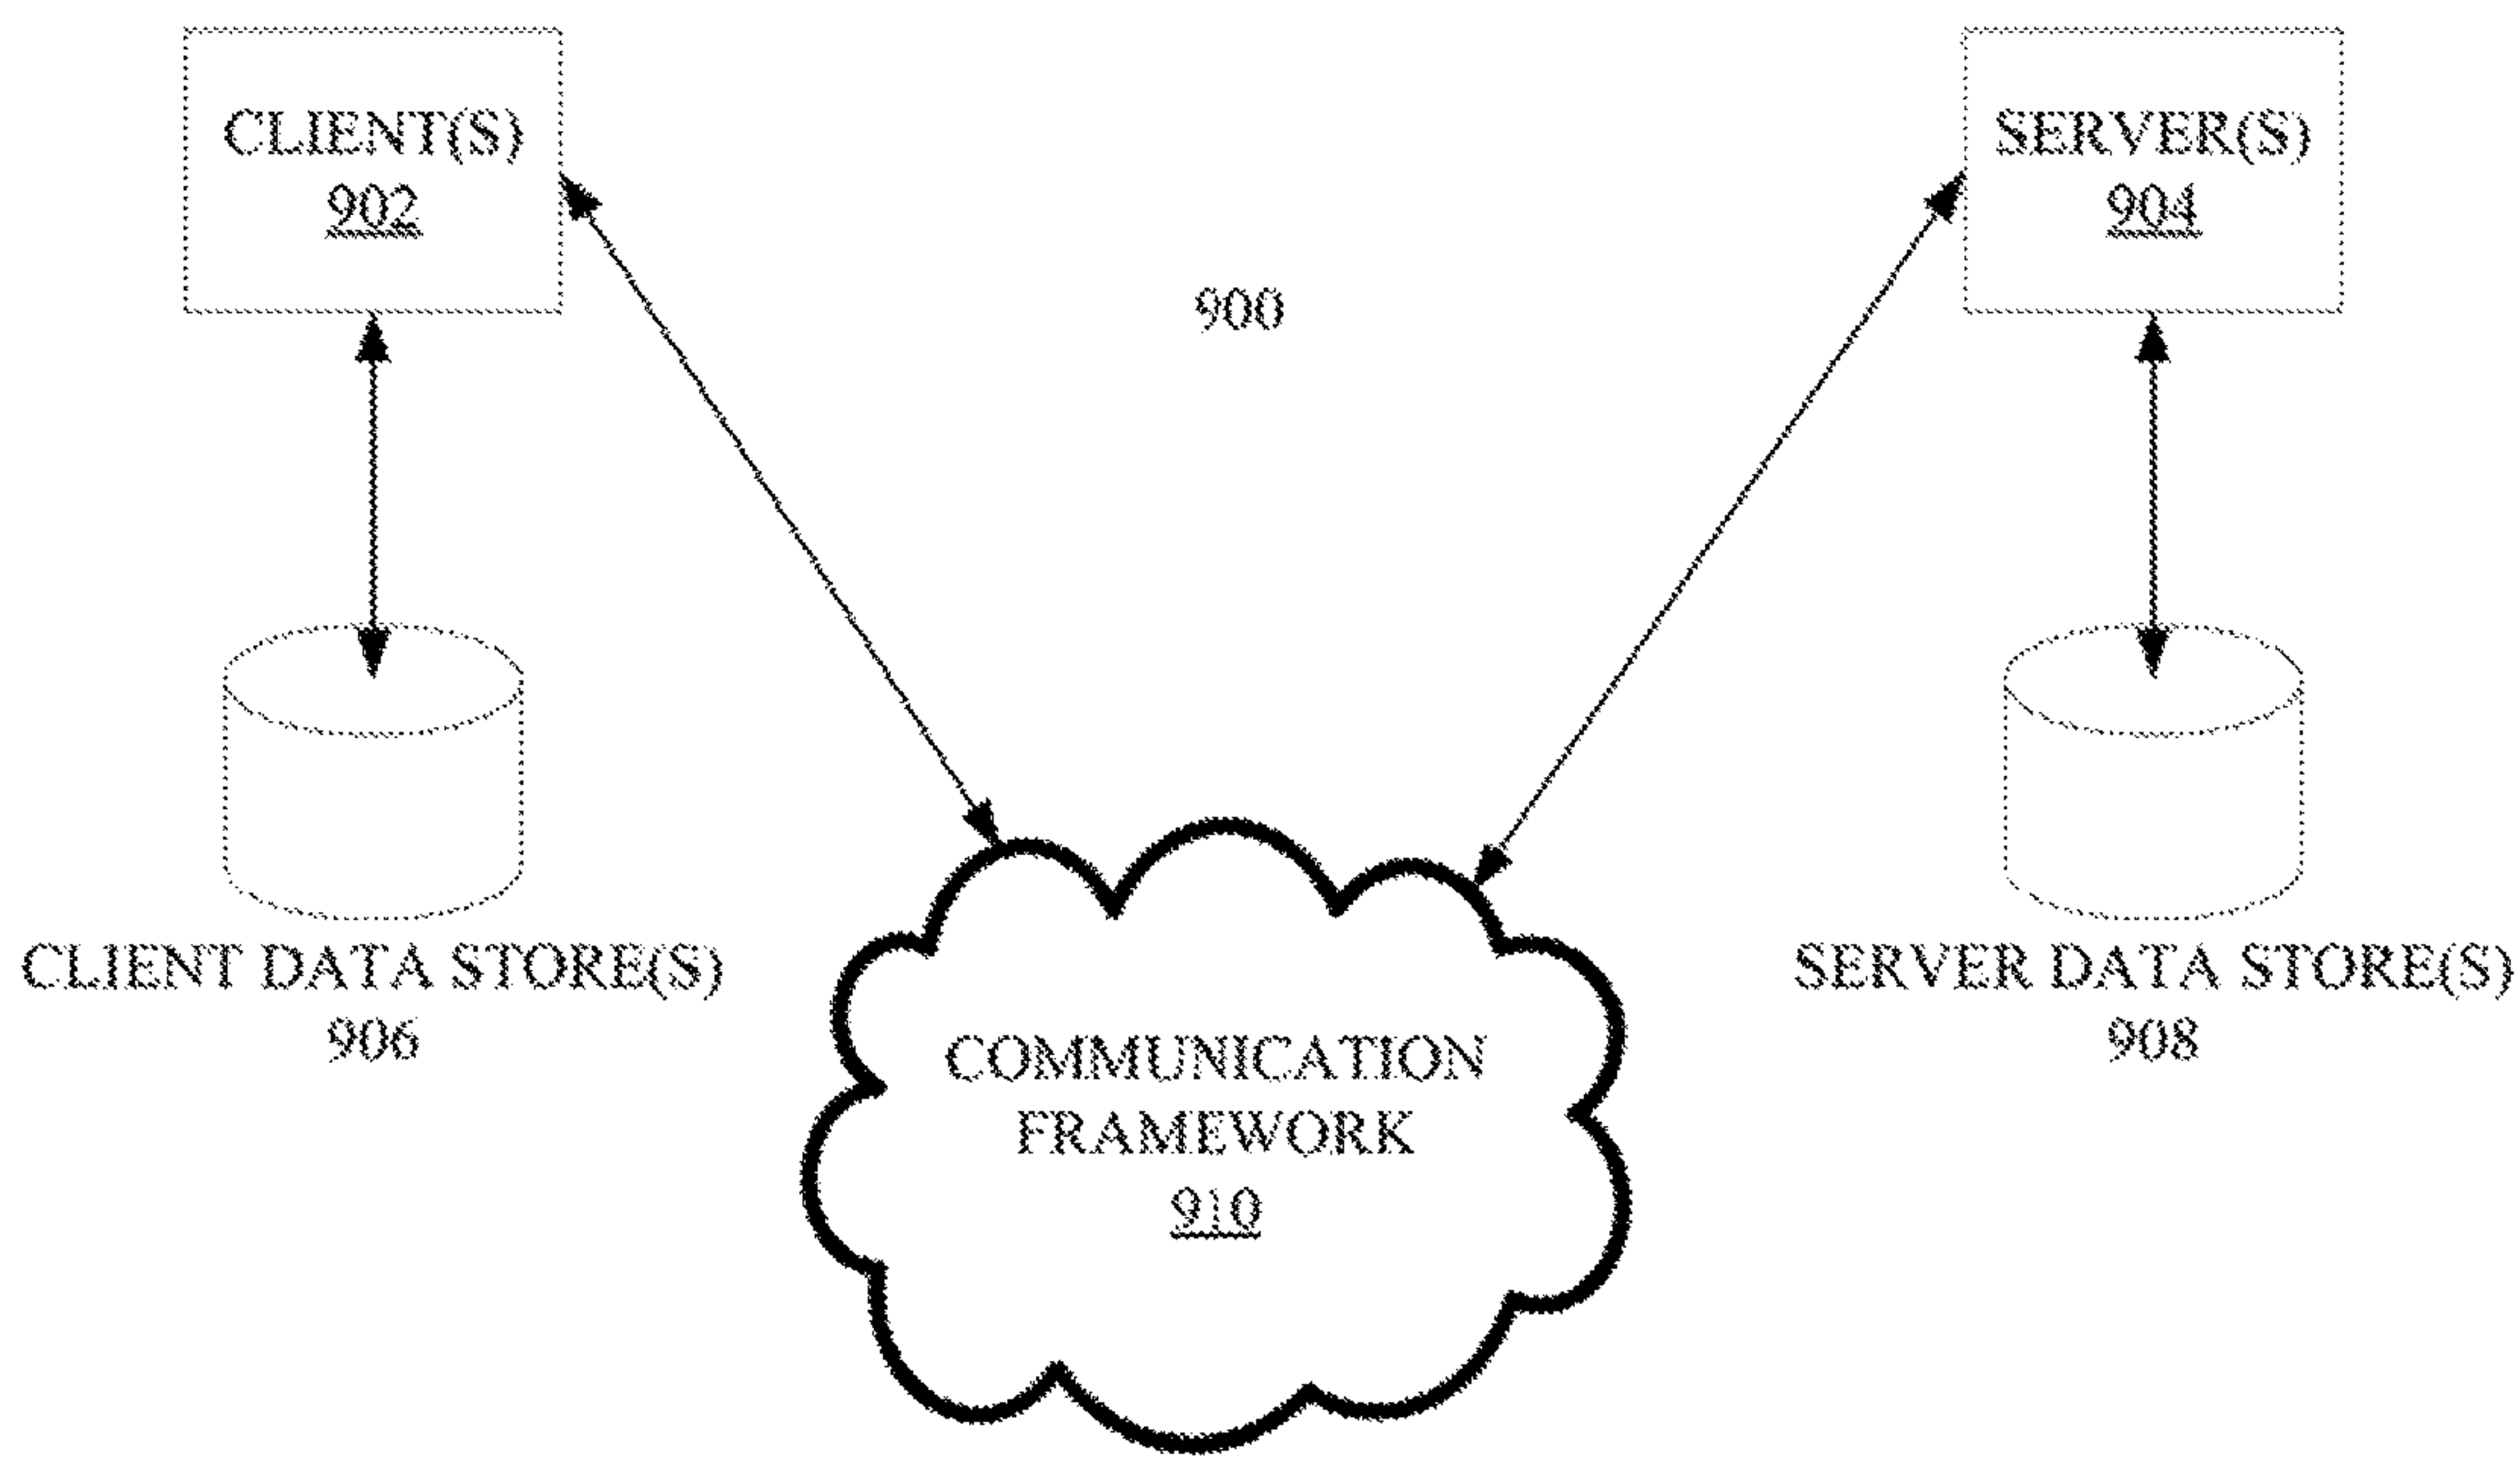 CLIENT(S)
902
SERVER(S)
904
900
CLIENT DATA STORE(S)
906
SERVER DATA STORE(S)
908
COMMUNICATION
FRAMEWORK
910